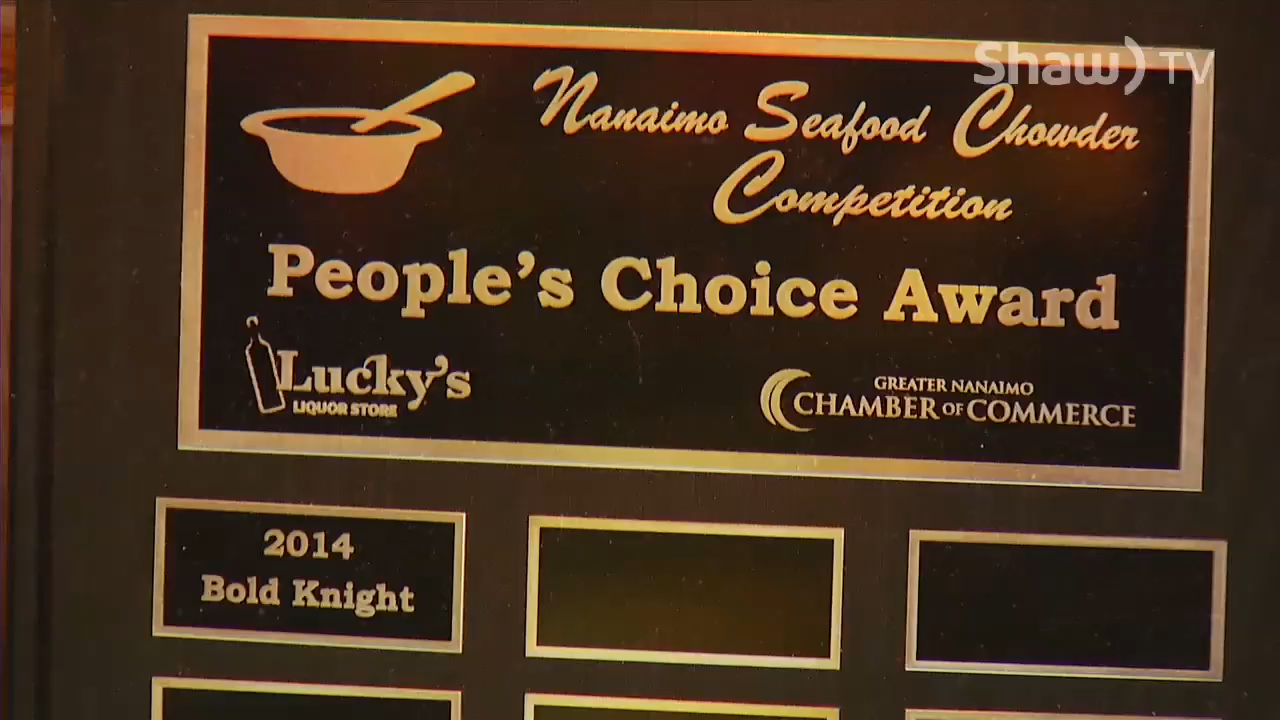 Shaw) TV
Nanaimo Seafood Chowder
Competition
People's Choice Award
Lucky's
LIQUOR STORE
GREATER NANAIMO
CHAMBER OF COMMERCE
2014
Bold Knight